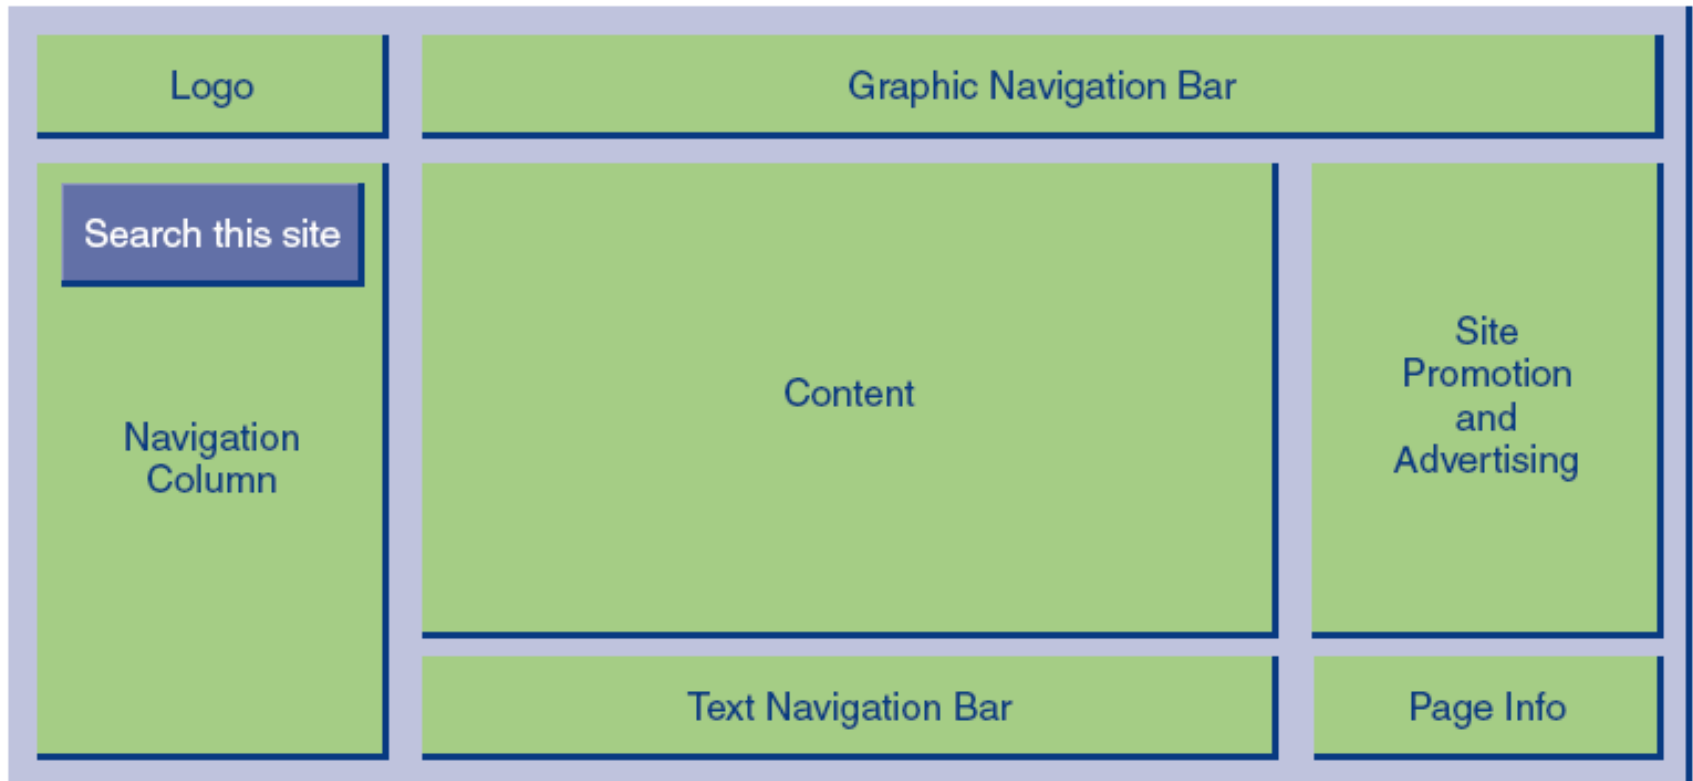 Logo
Graphic Navigation Bar
Search this site
Navigation
Column
Content
Site
Promotion
and
Advertising
Text Navigation Bar
Page Info